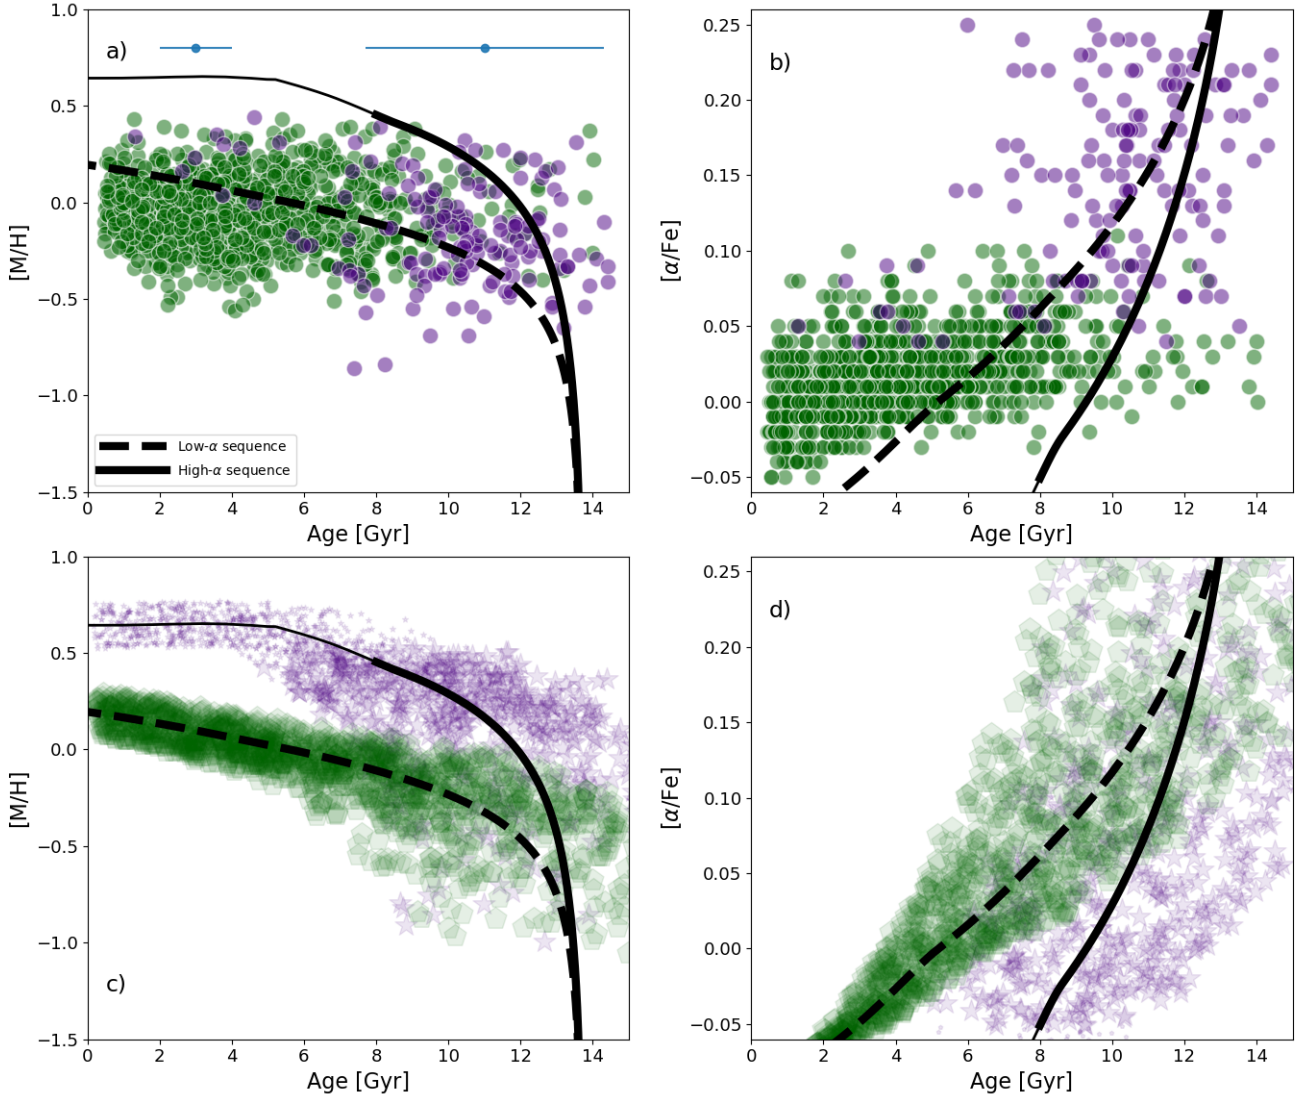 a)
1.0
0.5
0.0
−0.5
−1.0
−1.5
[M/H]
Low-α sequence
High-α sequence
0 2 4 6 8 10 12 14
Age [Gyr]
b)
0.25
0.20
0.15
0.10
0.05
0.00
−0.05
[α/Fe]
0 2 4 6 8 10 12 14
Age [Gyr]
c)
1.0
0.5
0.0
−0.5
−1.0
−1.5
[M/H]
0 2 4 6 8 10 12 14
Age [Gyr]
d)
0.25
0.20
0.15
0.10
0.05
0.00
−0.05
[α/Fe]
0 2 4 6 8 10 12 14
Age [Gyr]